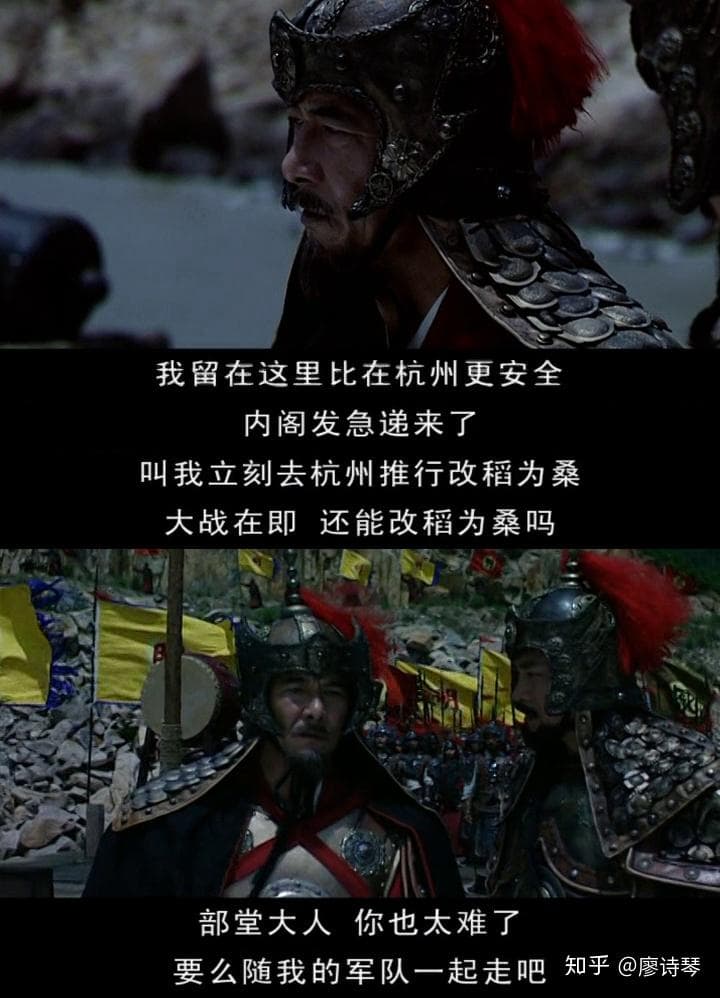 我留在这里比在杭州更安全
内阁发急递来了
叫我立刻去杭州推行改稻为桑
大战在即 还能改稻为桑吗
部堂大人 你也太难了
要么随我的军队一起走吧
知乎 @廖诗琴